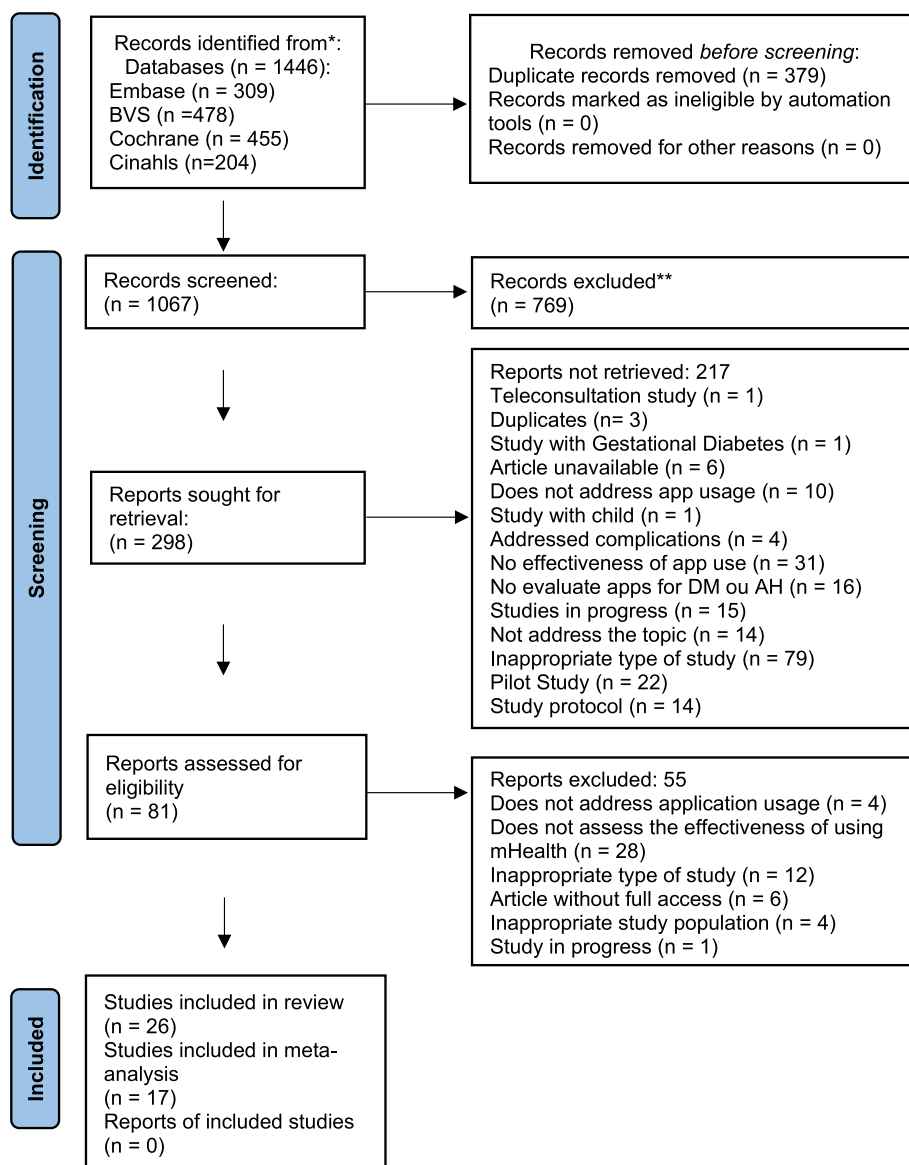 Identification
Records identified from*:
Databases (n = 1446):
Embase = 309)
BVS (n =478)
Cochrane = 455)
Cinahls (n=204)
Records removed before screening:
Duplicate records removed (n = 379)
Records marked as ineligible by automation
tools (n = 0)
Records removed for other reasons (n = 0)
Screening
Records screened:
(n = 1067)
Records excluded**
(n = 769)
Reports sought for
retrieval:
(n = 298)
Reports not retrieved: 217
Teleconsultation study (n = 1)
Duplicates (n= 3)
Study with Gestational Diabetes (n = 1)
Article unavailable (n = 6)
Does not address app usage (n = 10)
Study with child (n = 1)
Addressed complications (n = 4)
No effectiveness of app use (n = 31)
No evaluate apps for DM ou AH (n = 16)
Studies in progress (n = 15)
Not address the topic (n = 14)
Inappropriate type of study (n = 79)
Pilot Study (n = 22)
Study protocol (n = 14)
Reports assessed for
eligibility
(n = 81)
Reports excluded: 55
Does not address application usage (n = 4)
Does not assess the effectiveness of using
mHealth (n = 28)
Inappropriate type of study (n = 12)
Article without full access (n = 6)
Inappropriate study population (n = 4)
Study in progress (n = 1)
Included
Studies included in review
(n = 26)
Studies included in meta-
analysis
(n = 17)
Reports of included studies
(n = 0)